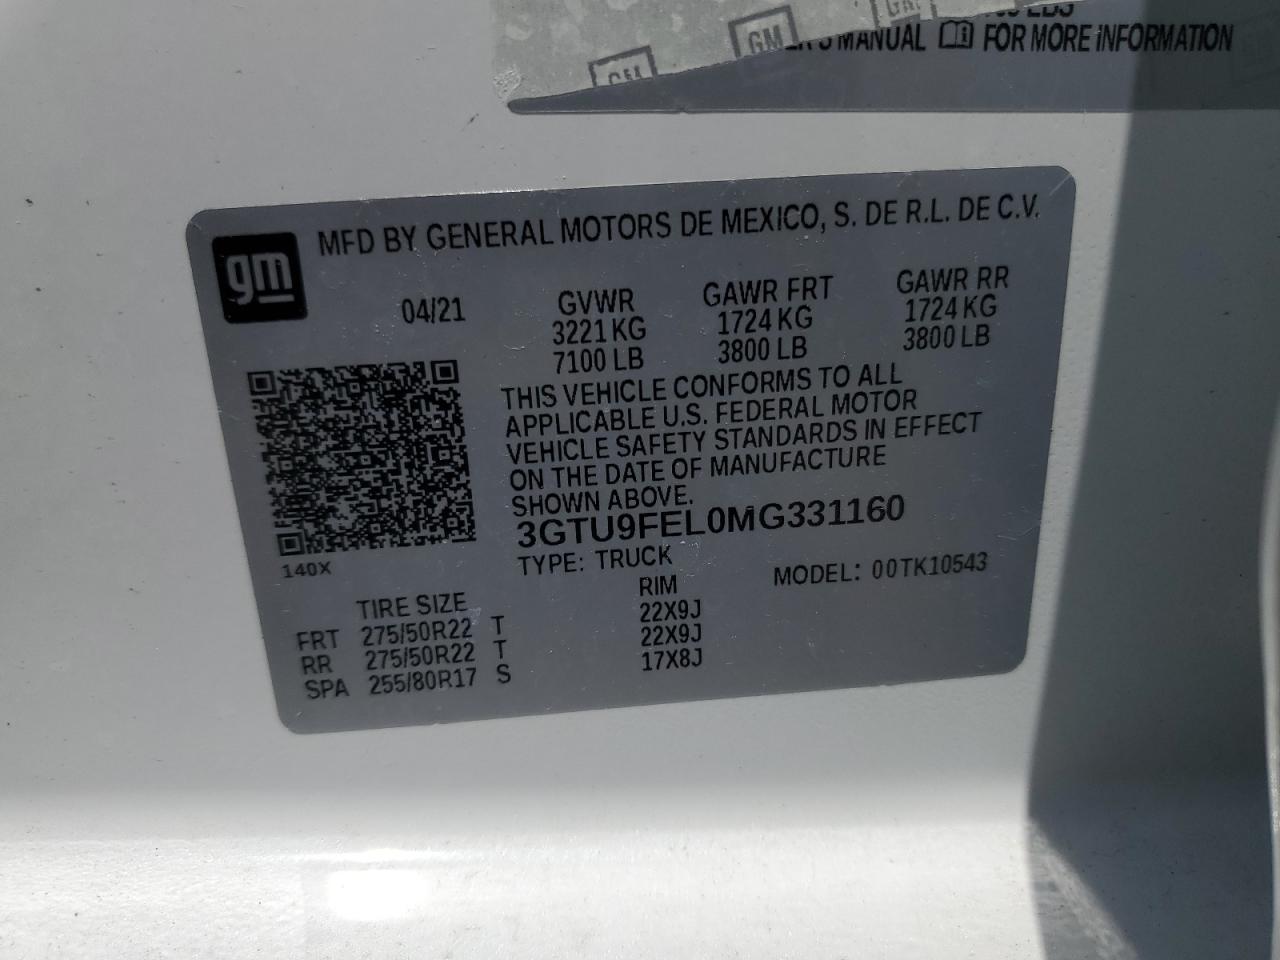 GM
MANUAL FOR MORE INFORMATION
gm
MFD BY GENERAL MOTORS DE MEXICO, S. DE R.L. DE C.V.
04/21 GVWR GAWR FRT GAWR RR
3221 KG 1724 KG 1724 KG
7100 LB 3800 LB 3800 LB
THIS VEHICLE CONFORMS TO ALL
APPLICABLE U.S. FEDERAL MOTOR
VEHICLE SAFETY STANDARDS IN EFFECT
ON THE DATE OF MANUFACTURE
SHOWN ABOVE.
3GTU9FEL0MG331160
140X
TYPE: TRUCK MODEL: 00TK10543
TIRE SIZE RIM
FRT 275/50R22 T 22X9J
RR 275/50R22 T 22X9J
SPA 255/80R17 S 17X8J